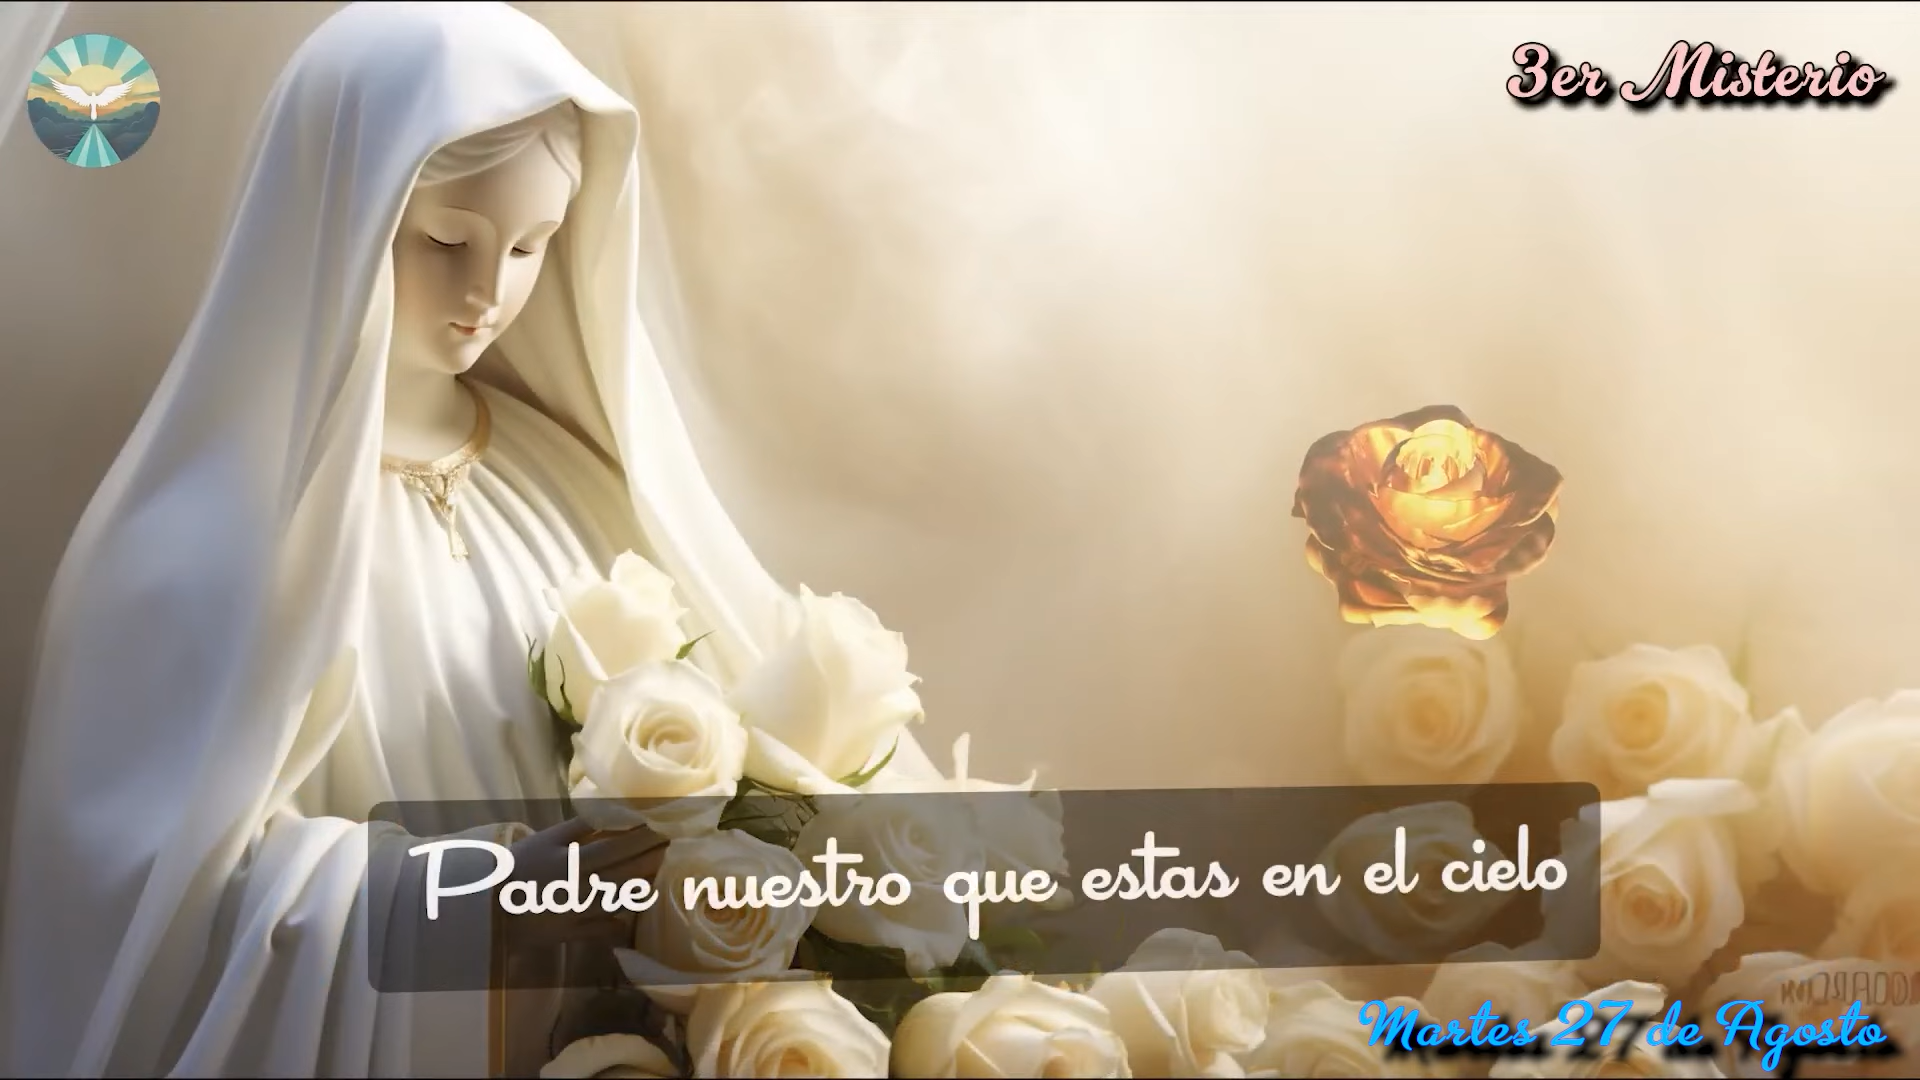 3er Misterio
Padre nuestro que estas en el cielo
Martes 27 de Agosto